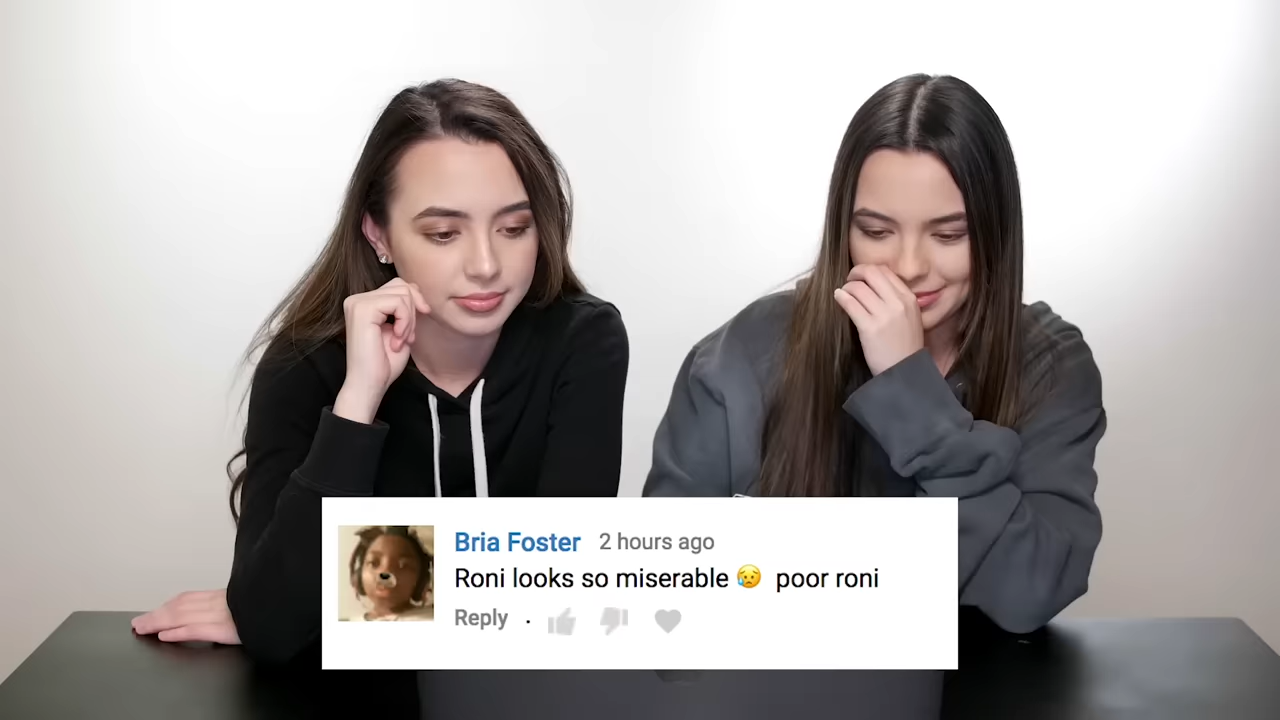 Bria Foster 2 hours ago
Roni looks so miserable 😥 poor roni
Reply ·